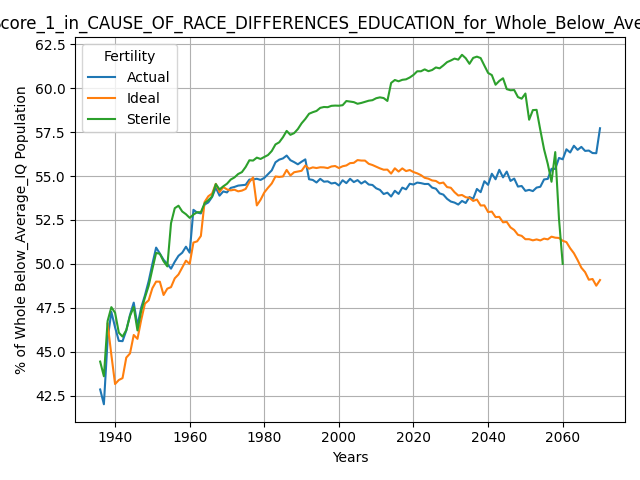 core_1_in_CAUSE_OF_RACE_DIFFERENCES_EDUCATION_for_Whole_Below_Ave
62.5
60.0
57.5
55.0
52.5
50.0
47.5
45.0
42.5
% of Whole Below_Average_IQ Population
Fertility
Actual
Ideal
Sterile
1940
1960
1980
2000
2020
2040
2060
Years